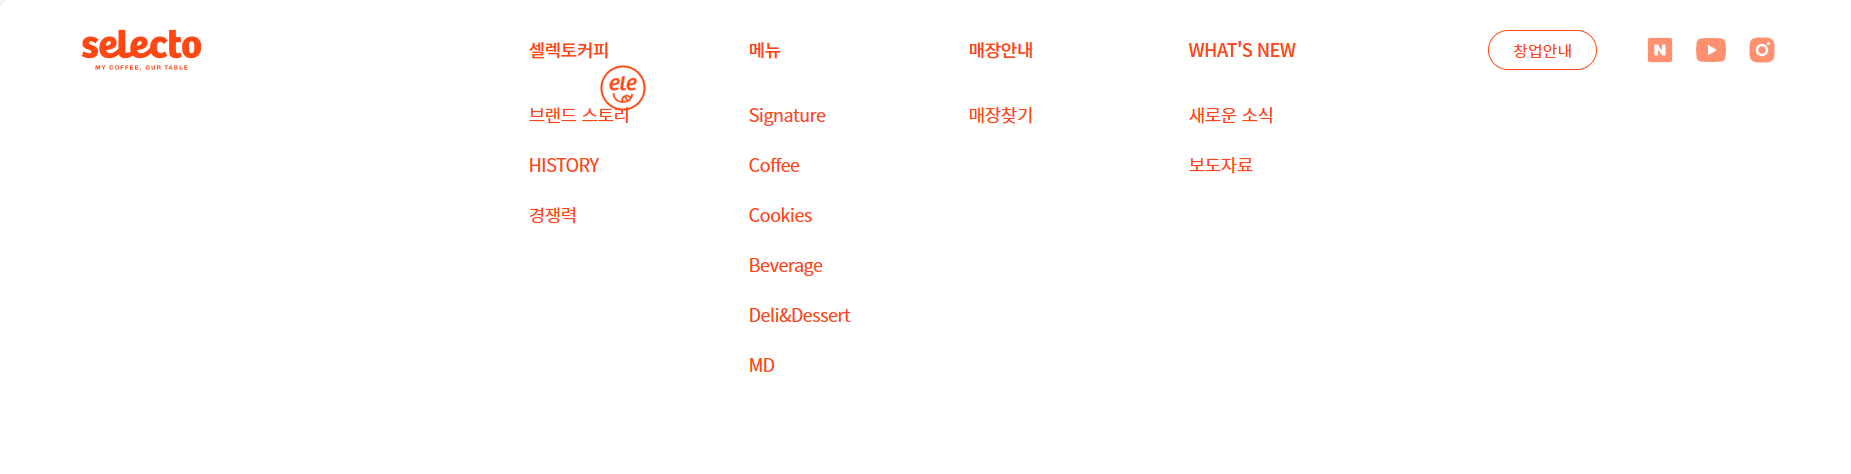 selecto
MY COFFEE, OUR TABLE
셀렉토커피
메뉴
매장안내
WHAT'S NEW
창업안내
N
ele
브랜드 스토리
Signature
매장찾기
새로운 소식
HISTORY
Coffee
보도자료
경쟁력
Cookies
Beverage
Deli&Dessert
MD